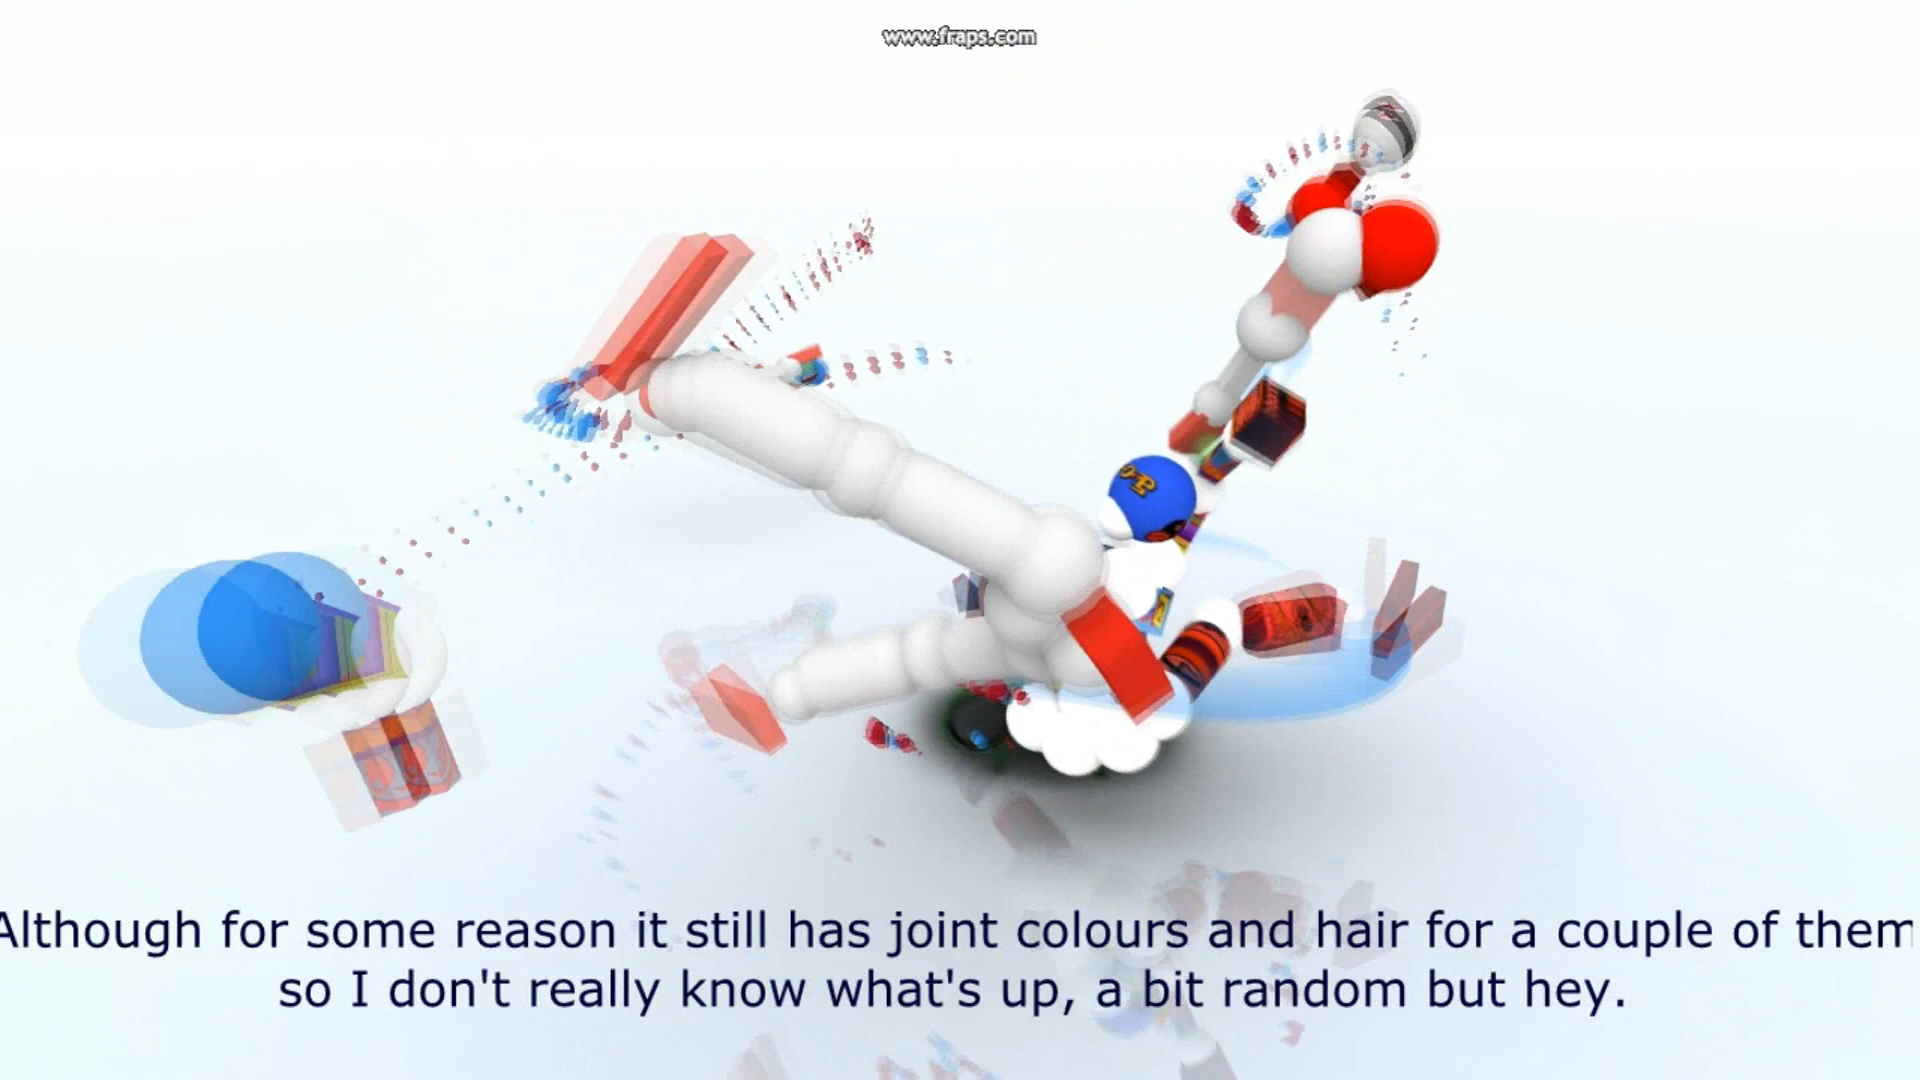 www.fraps.com
Although for some reason it still has joint colours and hair for a couple of them
so I don't really know what's up, a bit random but hey.